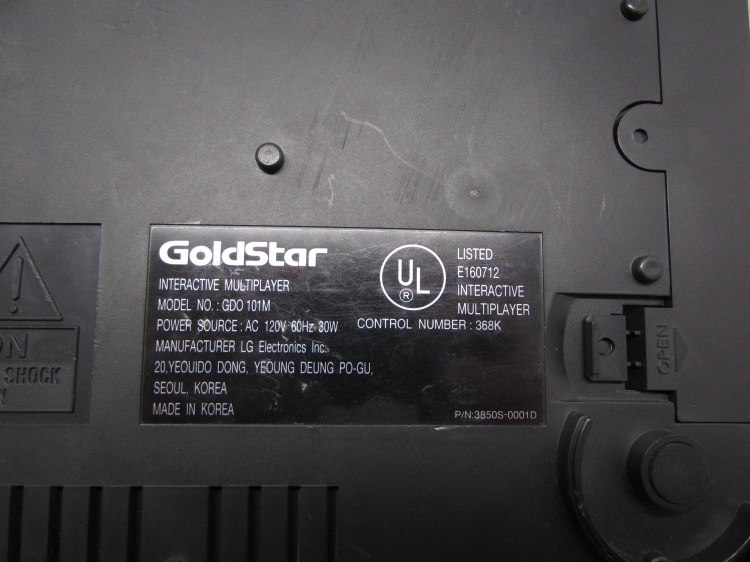 GoldStar
INTERACTIVE MULTIPLAYER
MODEL NO. : GDO 101M
POWER SOURCE : AC 120V 60Hz 30W
MANUFACTURER LG Electronics Inc.
20,YEOUIDO DONG, YEOUNG DEUNG PO-GU,
SEOUL, KOREA
MADE IN KOREA
UL
®
LISTED
E160712
INTERACTIVE
MULTIPLAYER
CONTROL NUMBER : 368K
P/N:3850S-0001D
OPEN
ON
SHOCK
N